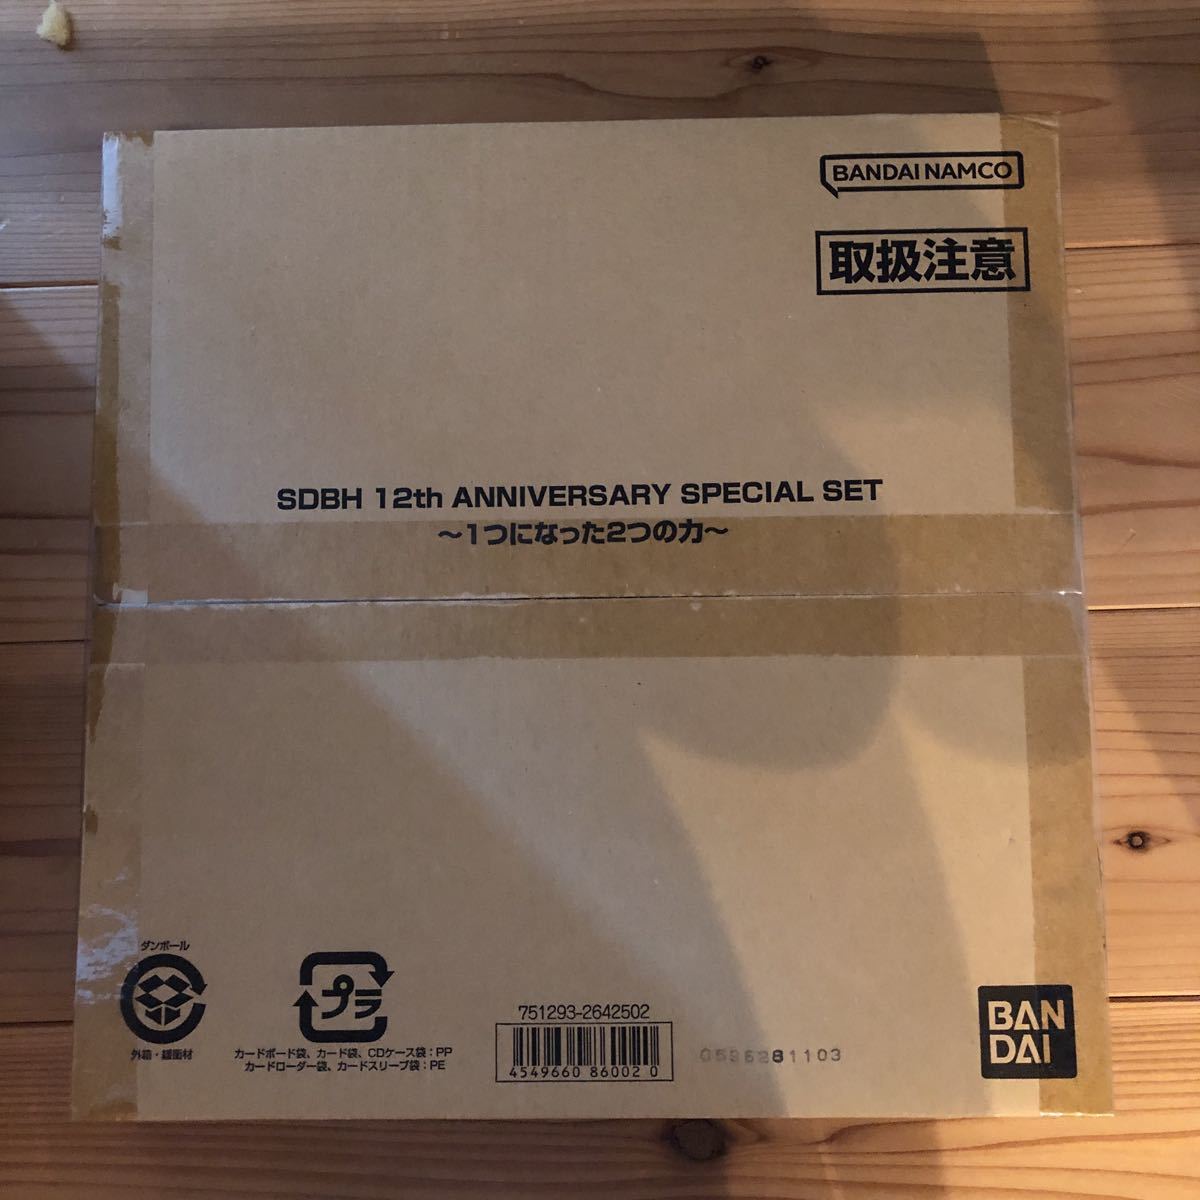 BANDAI NAMCO
取扱注意
SDBH 12th ANNIVERSARY SPECIAL SET
～1つになった2つの力～
ダンボール
外箱・緩衝材
プラ
カードボード袋、カード袋、CDケース袋：PP
カードローダー袋、カードスリーブ袋：PE
751293-2642502
4549660 86002 0
BAN
DAI